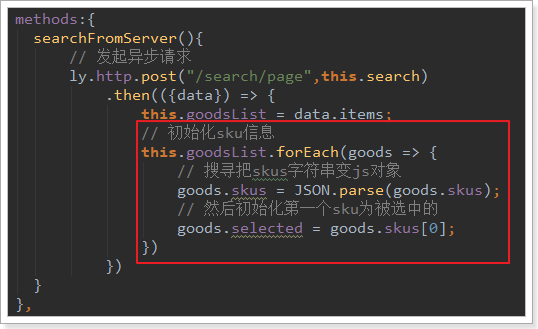 methods:{
searchFromServer(){
// 发起异步请求
ly.http.post("/search/page",this.search)
.then(({data}) => {
this.goodsList = data.items;
// 初始化sku信息
this.goodsList.forEach(goods => {
// 搜寻把skus字符串变js对象
goods.skus = JSON.parse(goods.skus);
// 然后初始化第一个sku为被选中的
goods.selected = goods.skus[0];
})
})
}
},